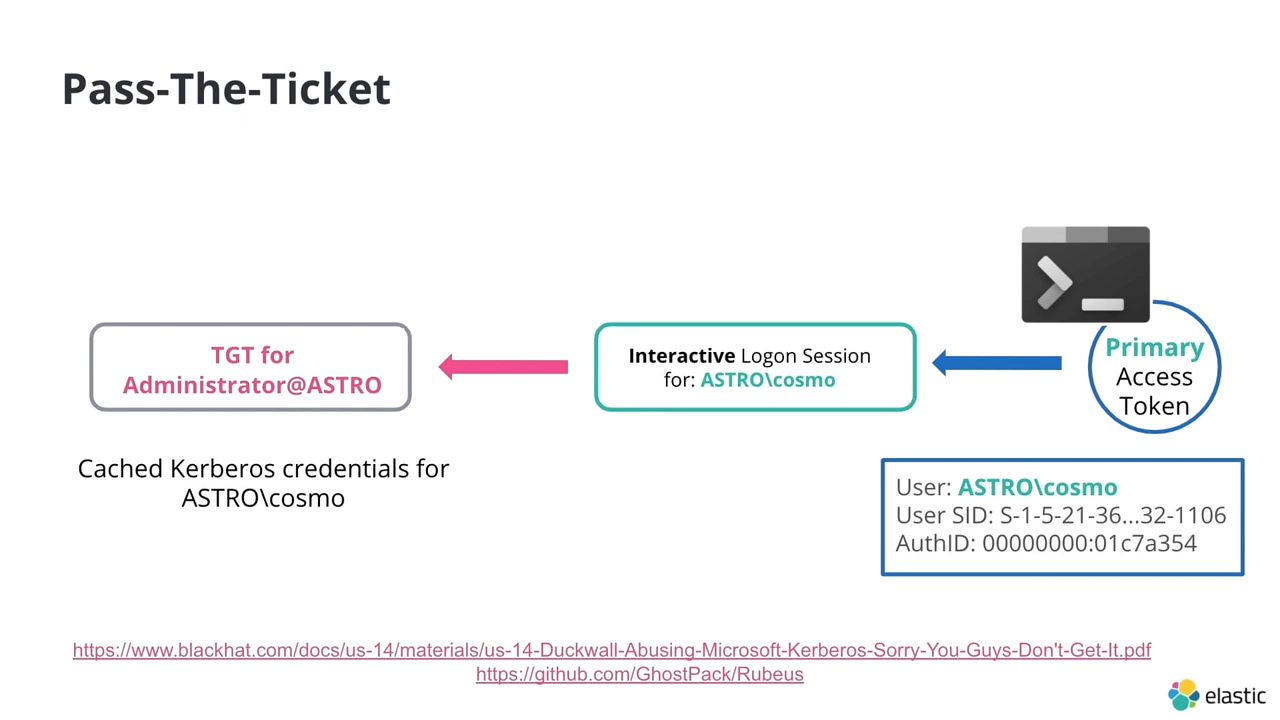 Pass-The-Ticket
TGT for
Administrator@ASTRO
Interactive Logon Session
for: ASTRO\cosmo
Primary
Access
Token
Cached Kerberos credentials for
ASTRO\cosmo
User: ASTRO\cosmo
User SID: S-1-5-21-36...32-1106
AuthID: 00000000:01c7a354
https://www.blackhat.com/docs/us-14/materials/us-14-Duckwall-Abusing-Microsoft-Kerberos-Sorry-You-Guys-Don't-Get-It.pdf
https://github.com/GhostPack/Rubeus
elastic